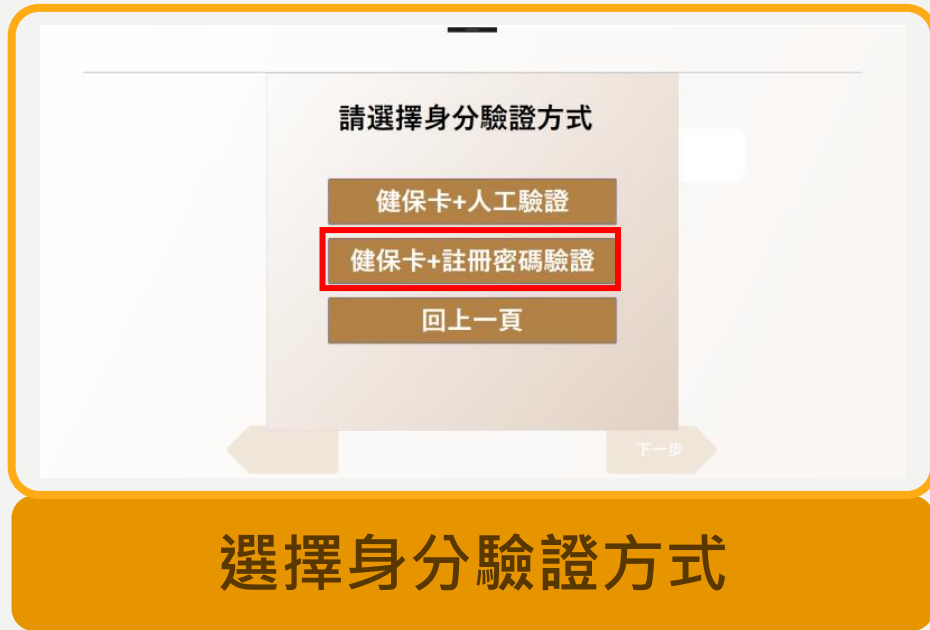 請選擇身分驗證方式
健保卡+人工驗證
健保卡+註冊密碼驗證
回上一頁
下一步
選擇身分驗證方式